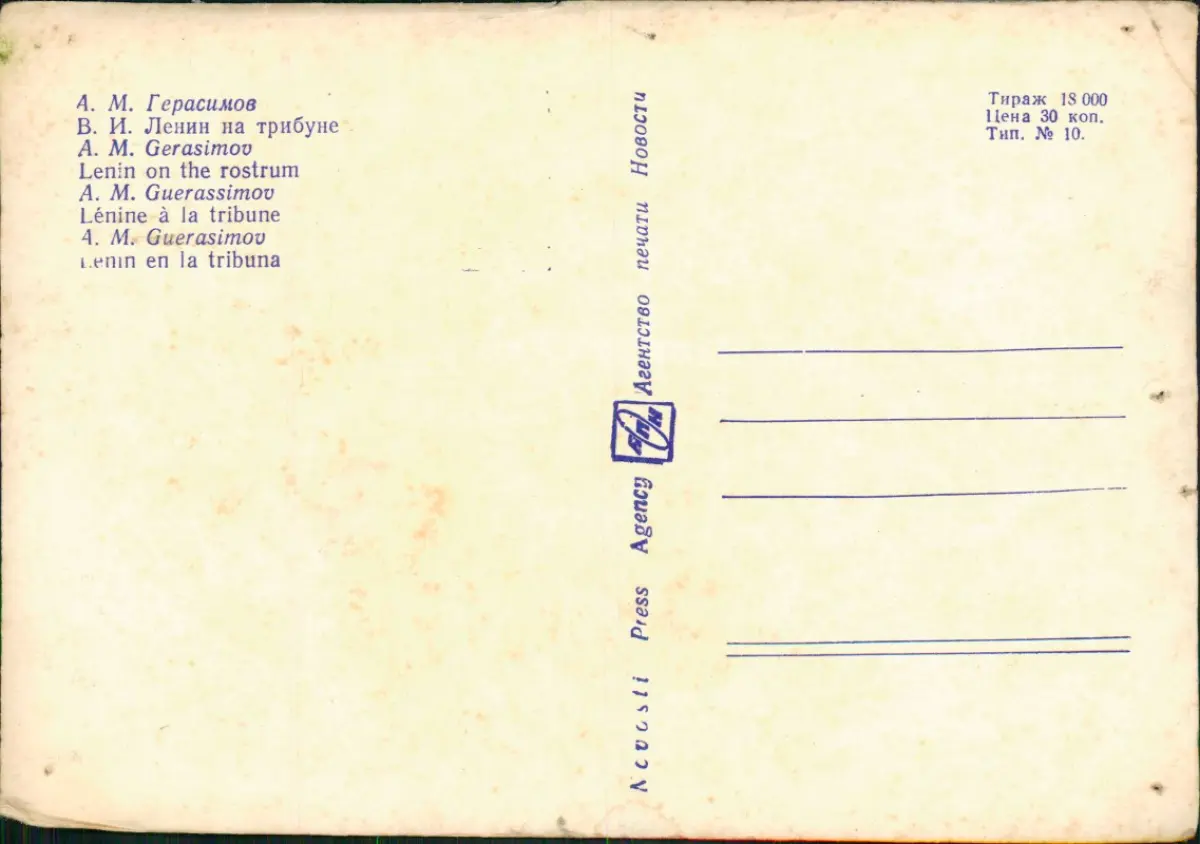 А. М. Герасимов
В. И. Ленин на трибуне
A. M. Gerasimov
Lenin on the rostrum
A. M. Guerassimov
Lénine à la tribune
A. M. Guerasimov
Lenin en la tribuna
Novosti Press Agency АПН Агентство печати Новости
Тираж 18 000
Цена 30 коп.
Тип. № 10.